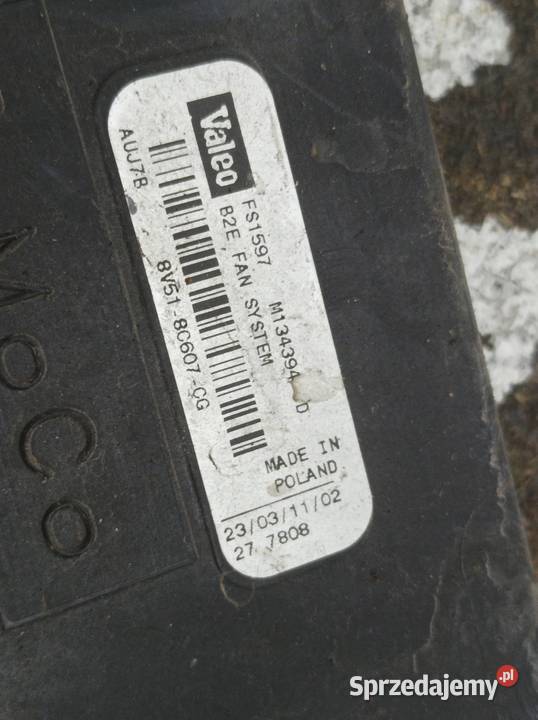 Valeo
FS1597
B2E FAN SYSTEM
8V51-8C607-CG
AUJ7B
MADE IN
POLAND
23/03/11/02
27 7808
MoCo
Sprzedajemy.pl